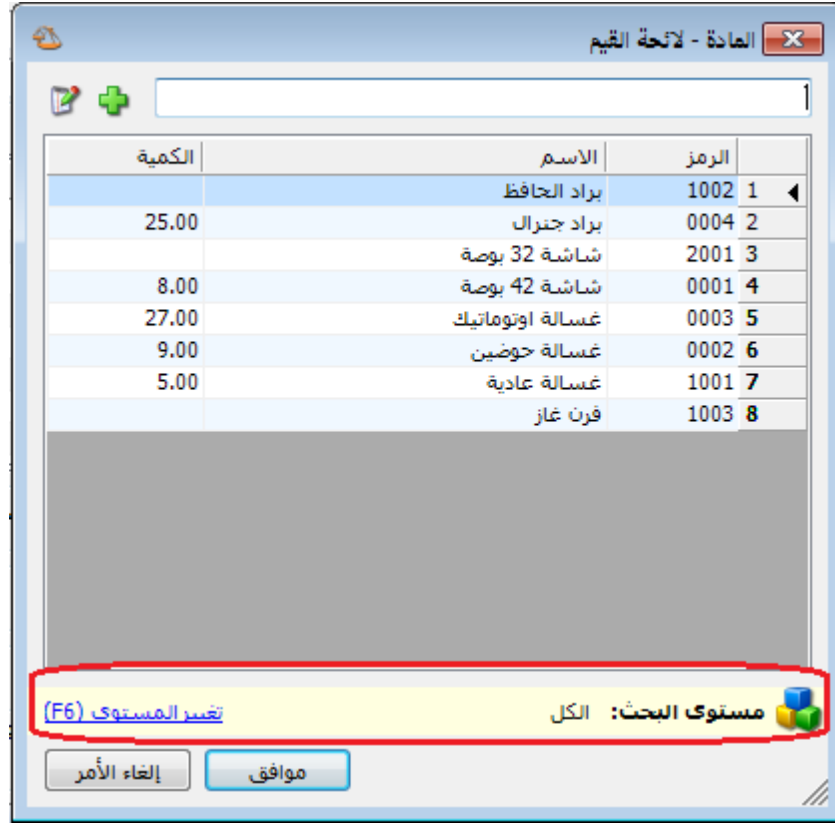 المادة - لائحة القيم
أ
الرمز الاسم الكمية
1 1002 براد الحافظ
2 0004 براد جنرال 25.00
3 2001 شاشة 32 بوصة
4 0001 شاشة 42 بوصة 8.00
5 0003 غسالة اوتوماتيك 27.00
6 0002 غسالة حوضين 9.00
7 1001 غسالة عادية 5.00
8 1003 فرن غاز
مستوى البحث: الكل تغيير المستوى (F6)
موافق إلغاء الأمر